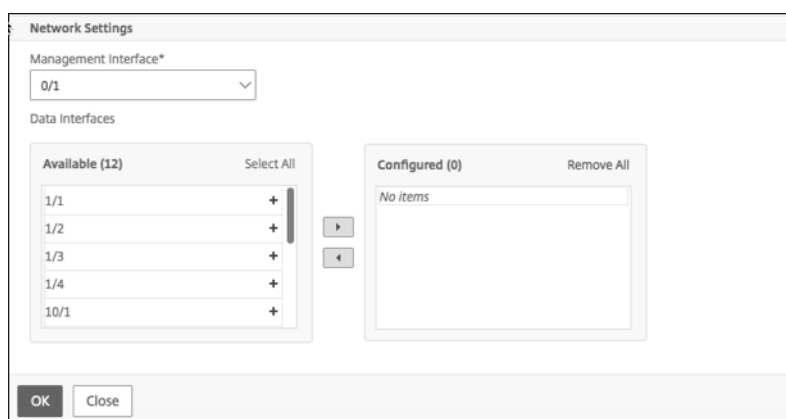 Network Settings
Management Interface*
0/1
Data Interfaces
Available (12) Select All
1/1 +
1/2 +
1/3 +
1/4 +
10/1 +
Configured (0) Remove All
No items
OK Close